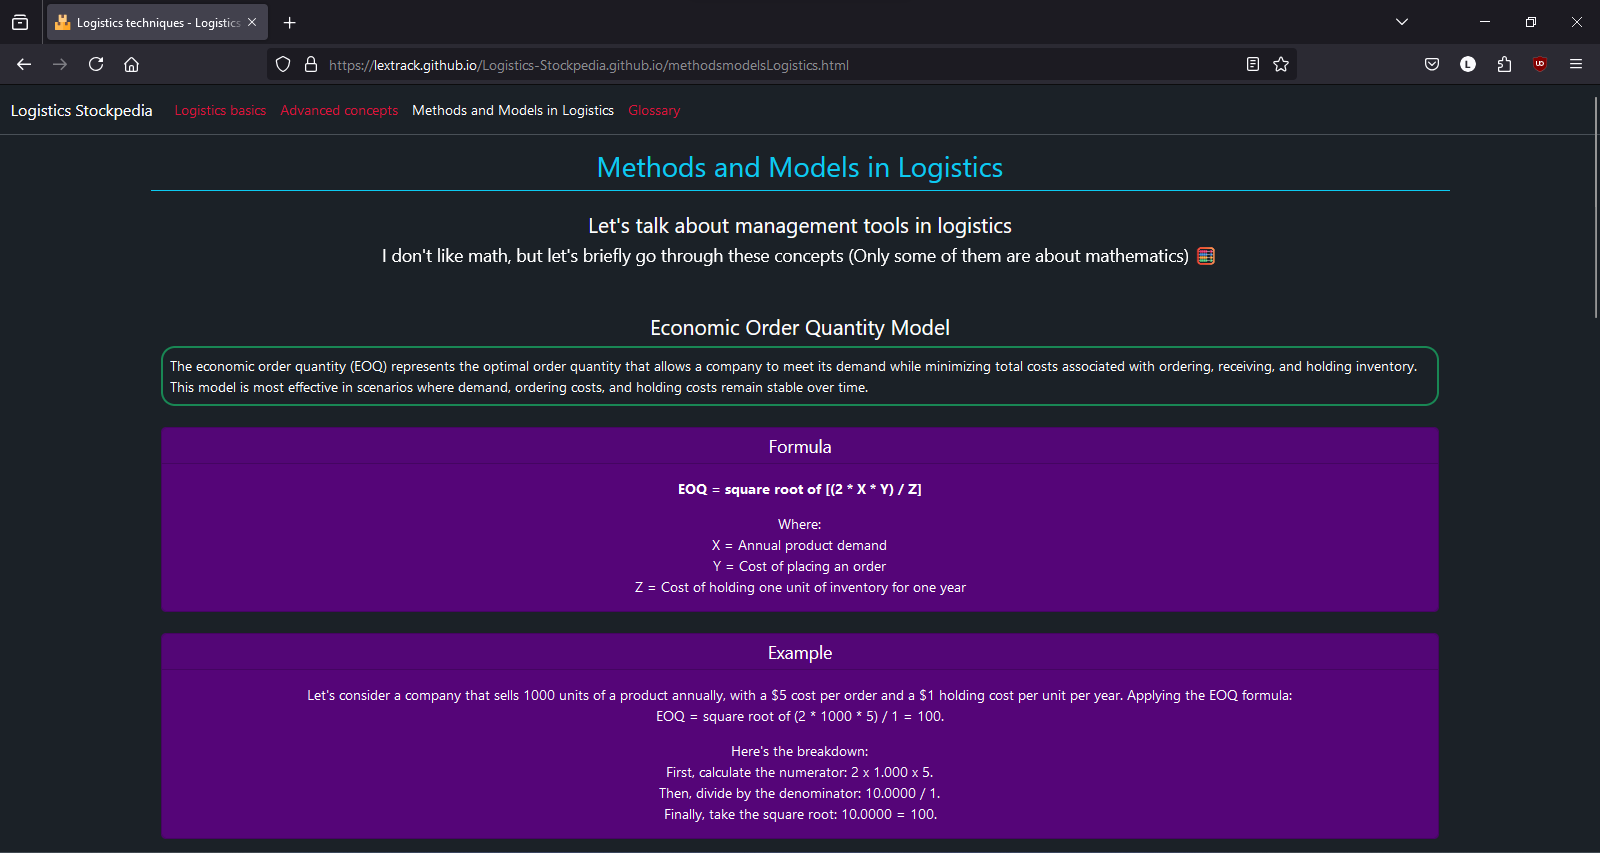 Logistics techniques - Logistics
https://lextrack.github.io/Logistics-Stockpedia.github.io/methodsmodelsLogistics.html
L
Logistics Stockpedia Logistics basics Advanced concepts Methods and Models in Logistics Glossary
Methods and Models in Logistics
Let's talk about management tools in logistics
I don't like math, but let's briefly go through these concepts (Only some of them are about mathematics) 🧮
Economic Order Quantity Model
The economic order quantity (EOQ) represents the optimal order quantity that allows a company to meet its demand while minimizing total costs associated with ordering, receiving, and holding inventory.
This model is most effective in scenarios where demand, ordering costs, and holding costs remain stable over time.
Formula
EOQ = square root of [(2 * X * Y) / Z]
Where:
X = Annual product demand
Y = Cost of placing an order
Z = Cost of holding one unit of inventory for one year
Example
Let's consider a company that sells 1000 units of a product annually, with a $5 cost per order and a $1 holding cost per unit per year. Applying the EOQ formula:
EOQ = square root of (2 * 1000 * 5) / 1 = 100.
Here's the breakdown:
First, calculate the numerator: 2 x 1.000 x 5.
Then, divide by the denominator: 10.0000 / 1.
Finally, take the square root: 10.0000 = 100.